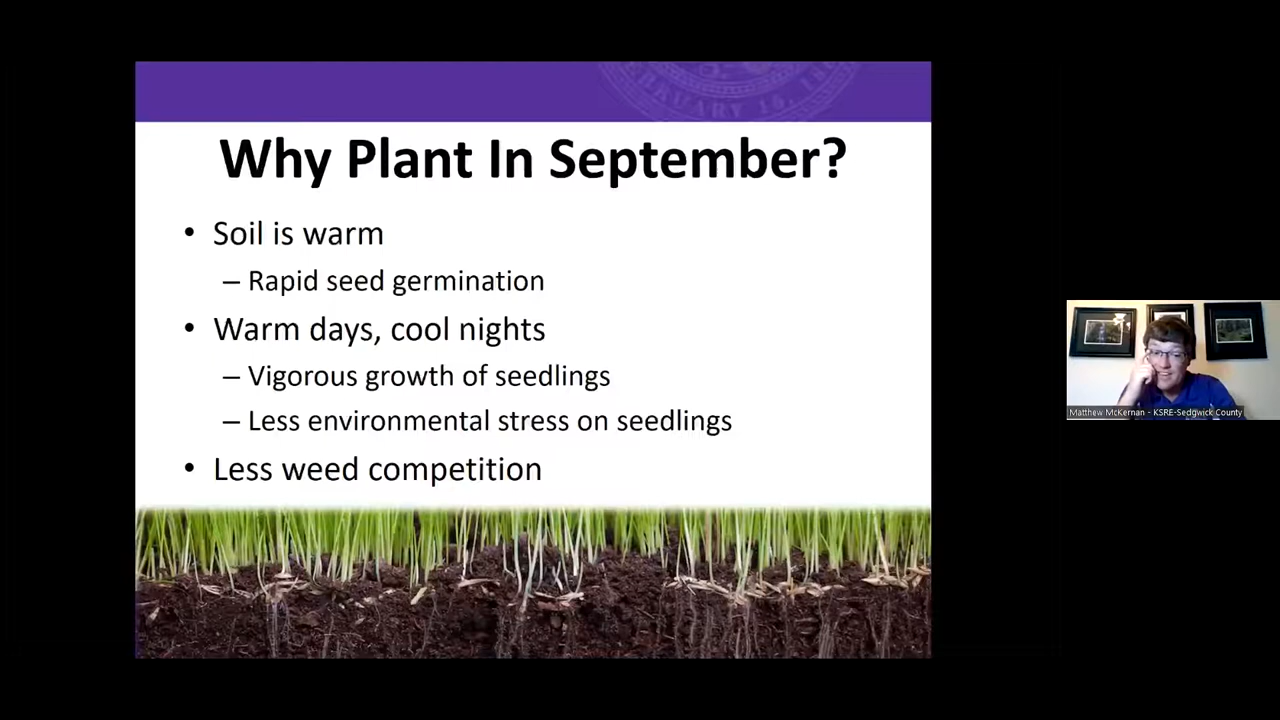 Why Plant In September?
• Soil is warm
– Rapid seed germination
• Warm days, cool nights
– Vigorous growth of seedlings
– Less environmental stress on seedlings
• Less weed competition
Matthew McKernan - KSRE-Sedgwick County